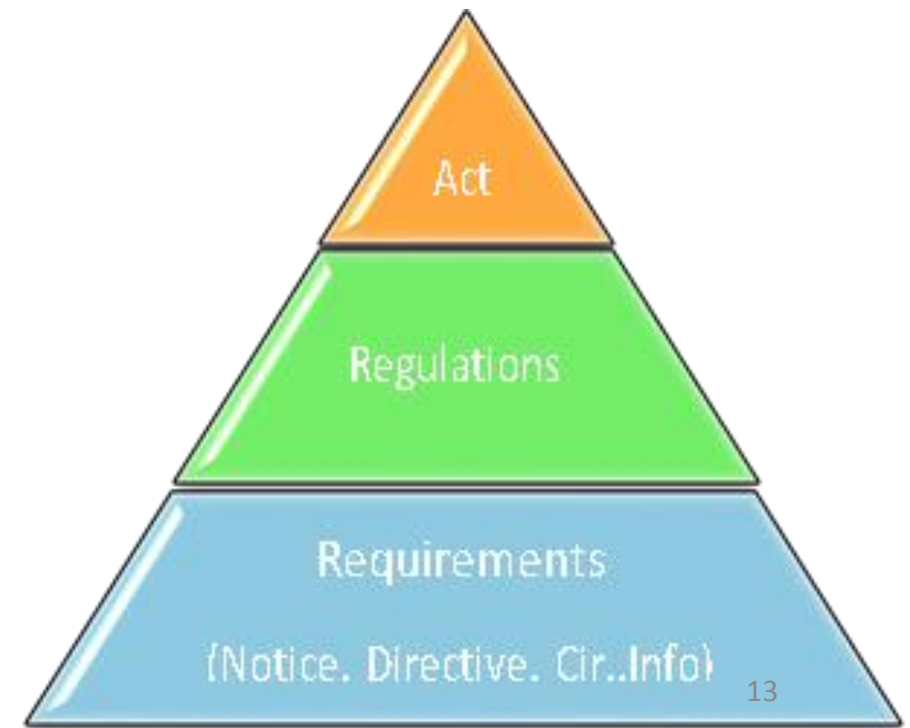 Act
Regulations
Requirements
(Notice. Directive. Cir..Info)
13